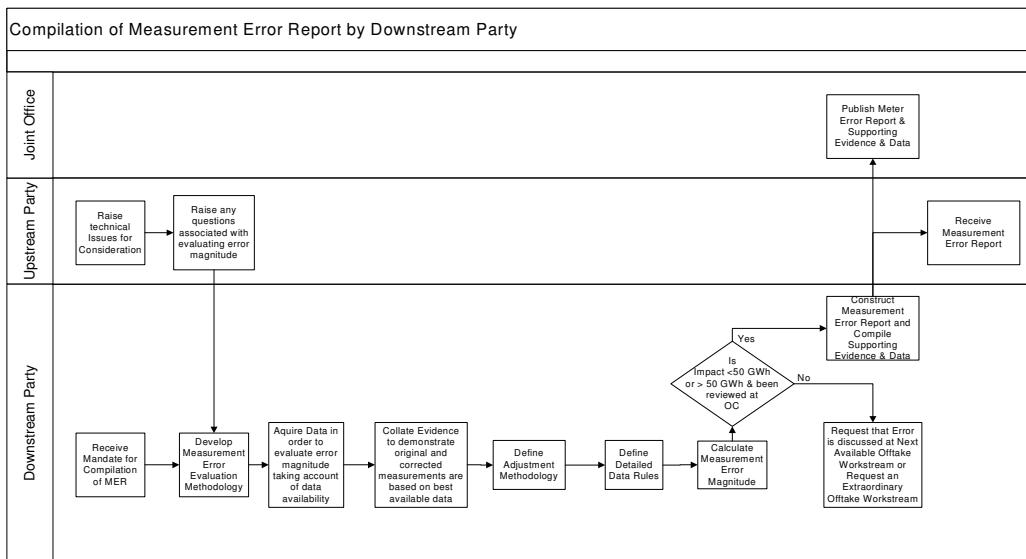 Compilation of Measurement Error Report by Downstream Party
Joint Office
Publish Meter
Error Report &
Supporting
Evidence & Data
Upstream Party
Raise
technical
Issues for
Consideration
Raise any
questions
associated with
evaluating error
magnitude
Receive
Measurement
Error Report
Downstream Party
Construct
Measurement
Error Report and
Compile
Supporting
Evidence & Data
Yes
Is
Impact <50 GWh
or > 50 GWh & been
reviewed at
OC
No
Receive
Mandate for
Compilation
of MER
Develop
Measurement
Error
Evaluation
Methodology
Aquire Data in
order to
evaluate error
magnitude
taking account
of data
availability
Collate Evidence
to demonstrate
original and
corrected
measurements are
based on best
available data
Define
Adjustment
Methodology
Define
Detailed
Data Rules
Calculate
Measurement
Error
Magnitude
Request that Error
is discussed at Next
Available Offtake
Workstream or
Request an
Extraordinary
Offtake Workstream